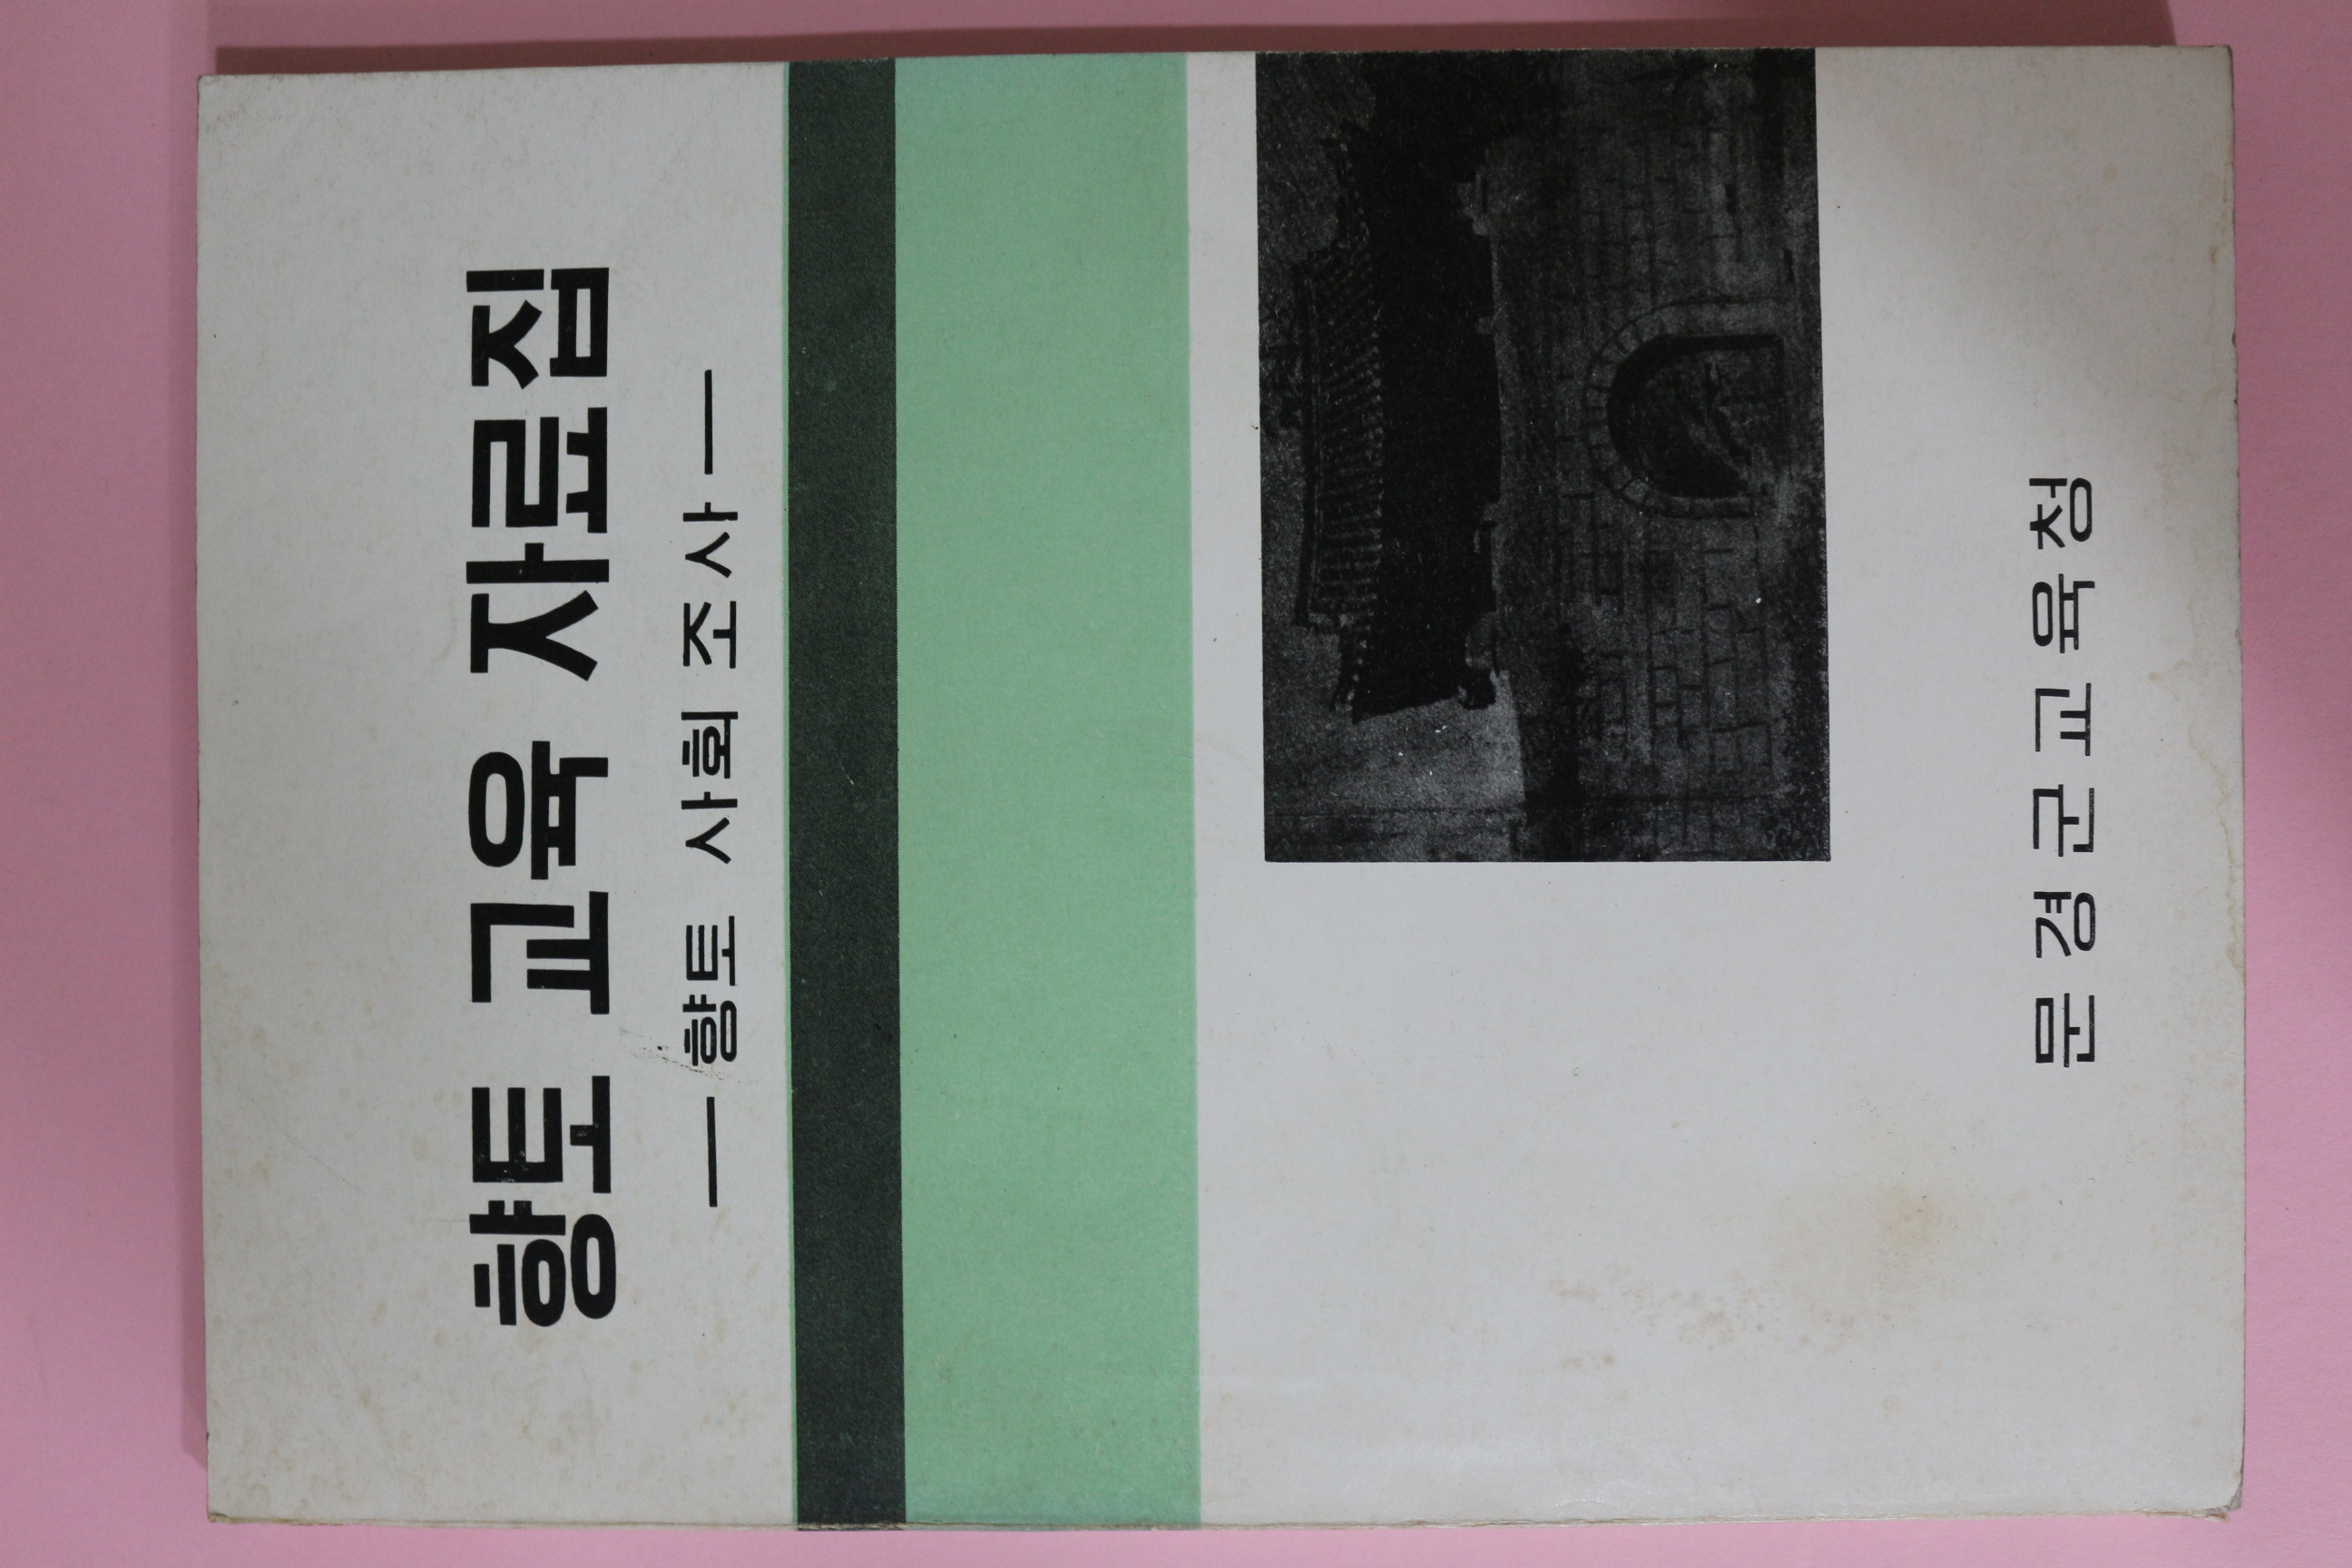 향토 교육 자료집
― 향토 사회 조사 ―
문경군교육청